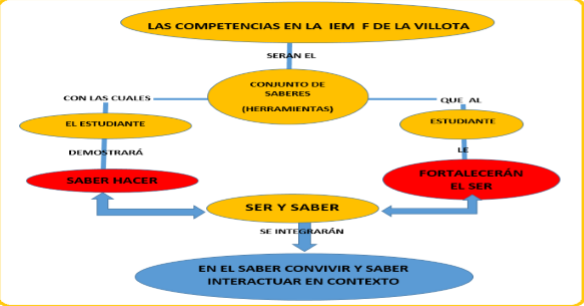 LAS COMPETENCIAS EN LA IEM F DE LA VILLOTA
SERÁN EL
CONJUNTO DE
SABERES
(HERRAMIENTAS)
CON LAS CUALES
QUE AL
EL ESTUDIANTE
ESTUDIANTE
DEMOSTRARÁ
LE
SABER HACER
FORTALECERÁN
EL SER
SER Y SABER
SE INTEGRARÁN
EN EL SABER CONVIVIR Y SABER
INTERACTUAR EN CONTEXTO